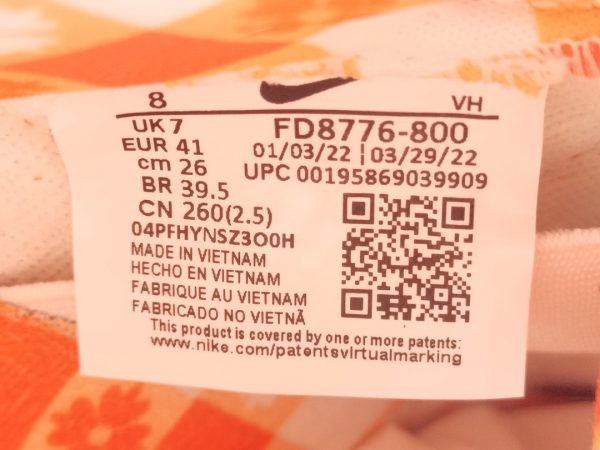 8 VH
UK 7 FD8776-800
EUR 41 01/03/22 | 03/29/22
cm 26 UPC 00195869039909
BR 39.5
CN 260(2.5)
04PFHYNSZ3O0H
MADE IN VIETNAM
HECHO EN VIETNAM
FABRIQUE AU VIETNAM
FABRICADO NO VIETNÃ
This product is covered by one or more patents:
www.nike.com/patentsvirtualmarking